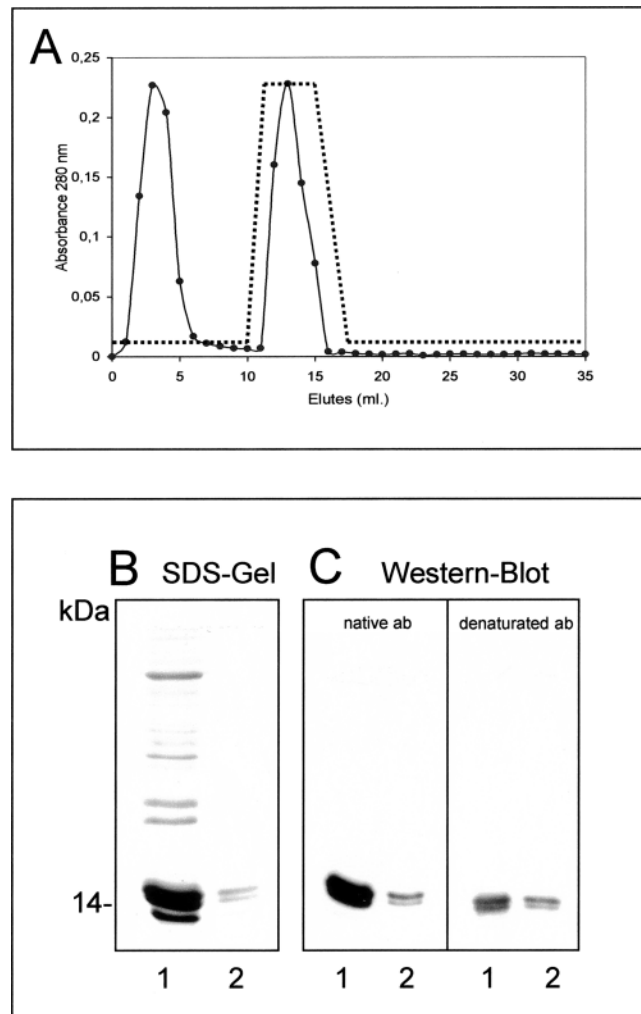 A
0,25
0,2
0,15
0,1
0,05
0
Absorbance 280 nm
0 5 10 15 20 25 30 35
Elutes (ml.)
B SDS-Gel C Western-Blot
kDa
native ab denaturated ab
14-
1 2 1 2 1 2